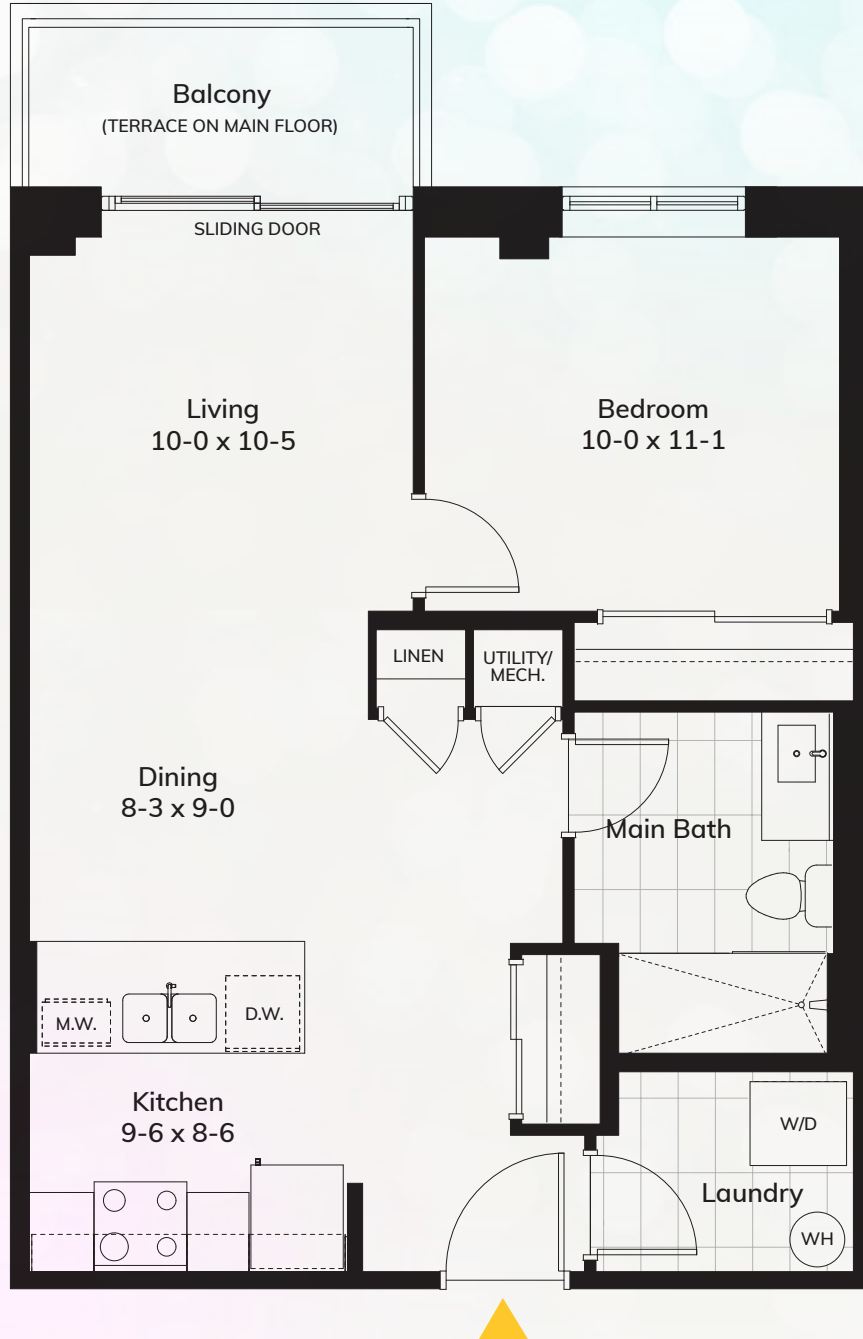 Balcony
(TERRACE ON MAIN FLOOR)
SLIDING DOOR
Living
10-0 x 10-5
Bedroom
10-0 x 11-1
LINEN
UTILITY/
MECH.
Dining
8-3 x 9-0
Main Bath
M.W.
D.W.
Kitchen
9-6 x 8-6
W/D
Laundry
WH